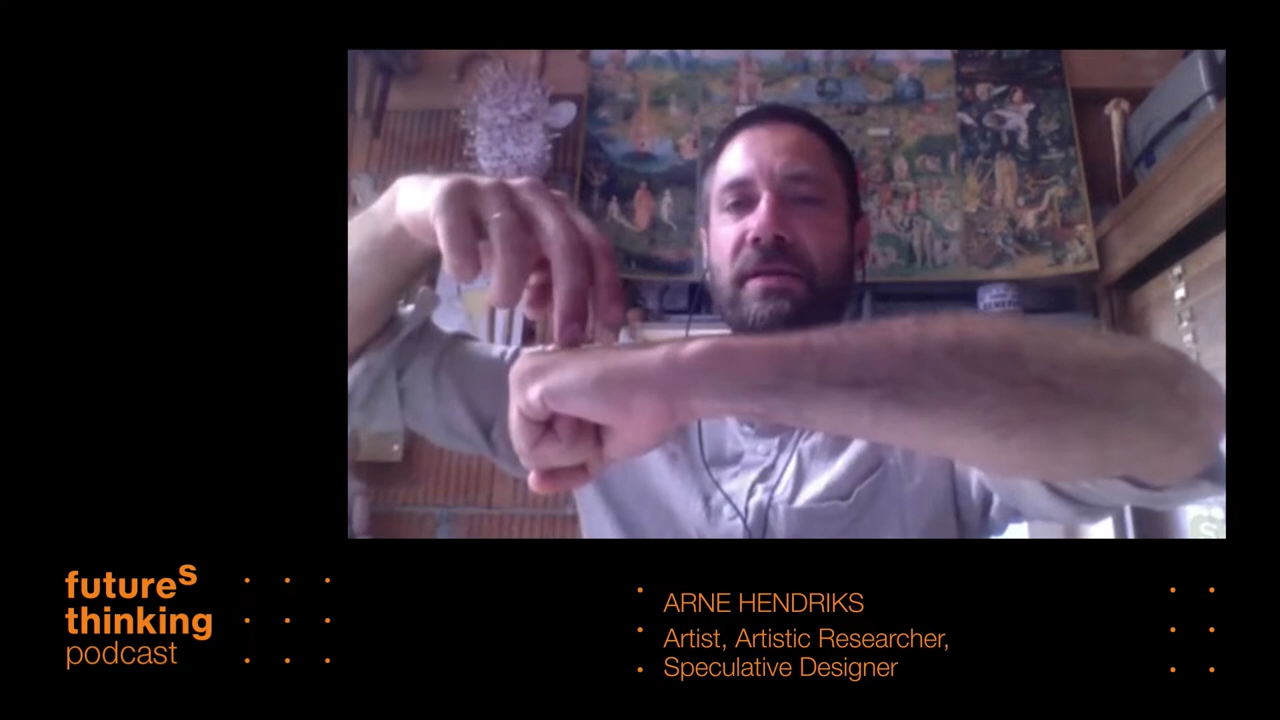 futures
thinking
podcast
ARNE HENDRIKS
Artist, Artistic Researcher,
Speculative Designer